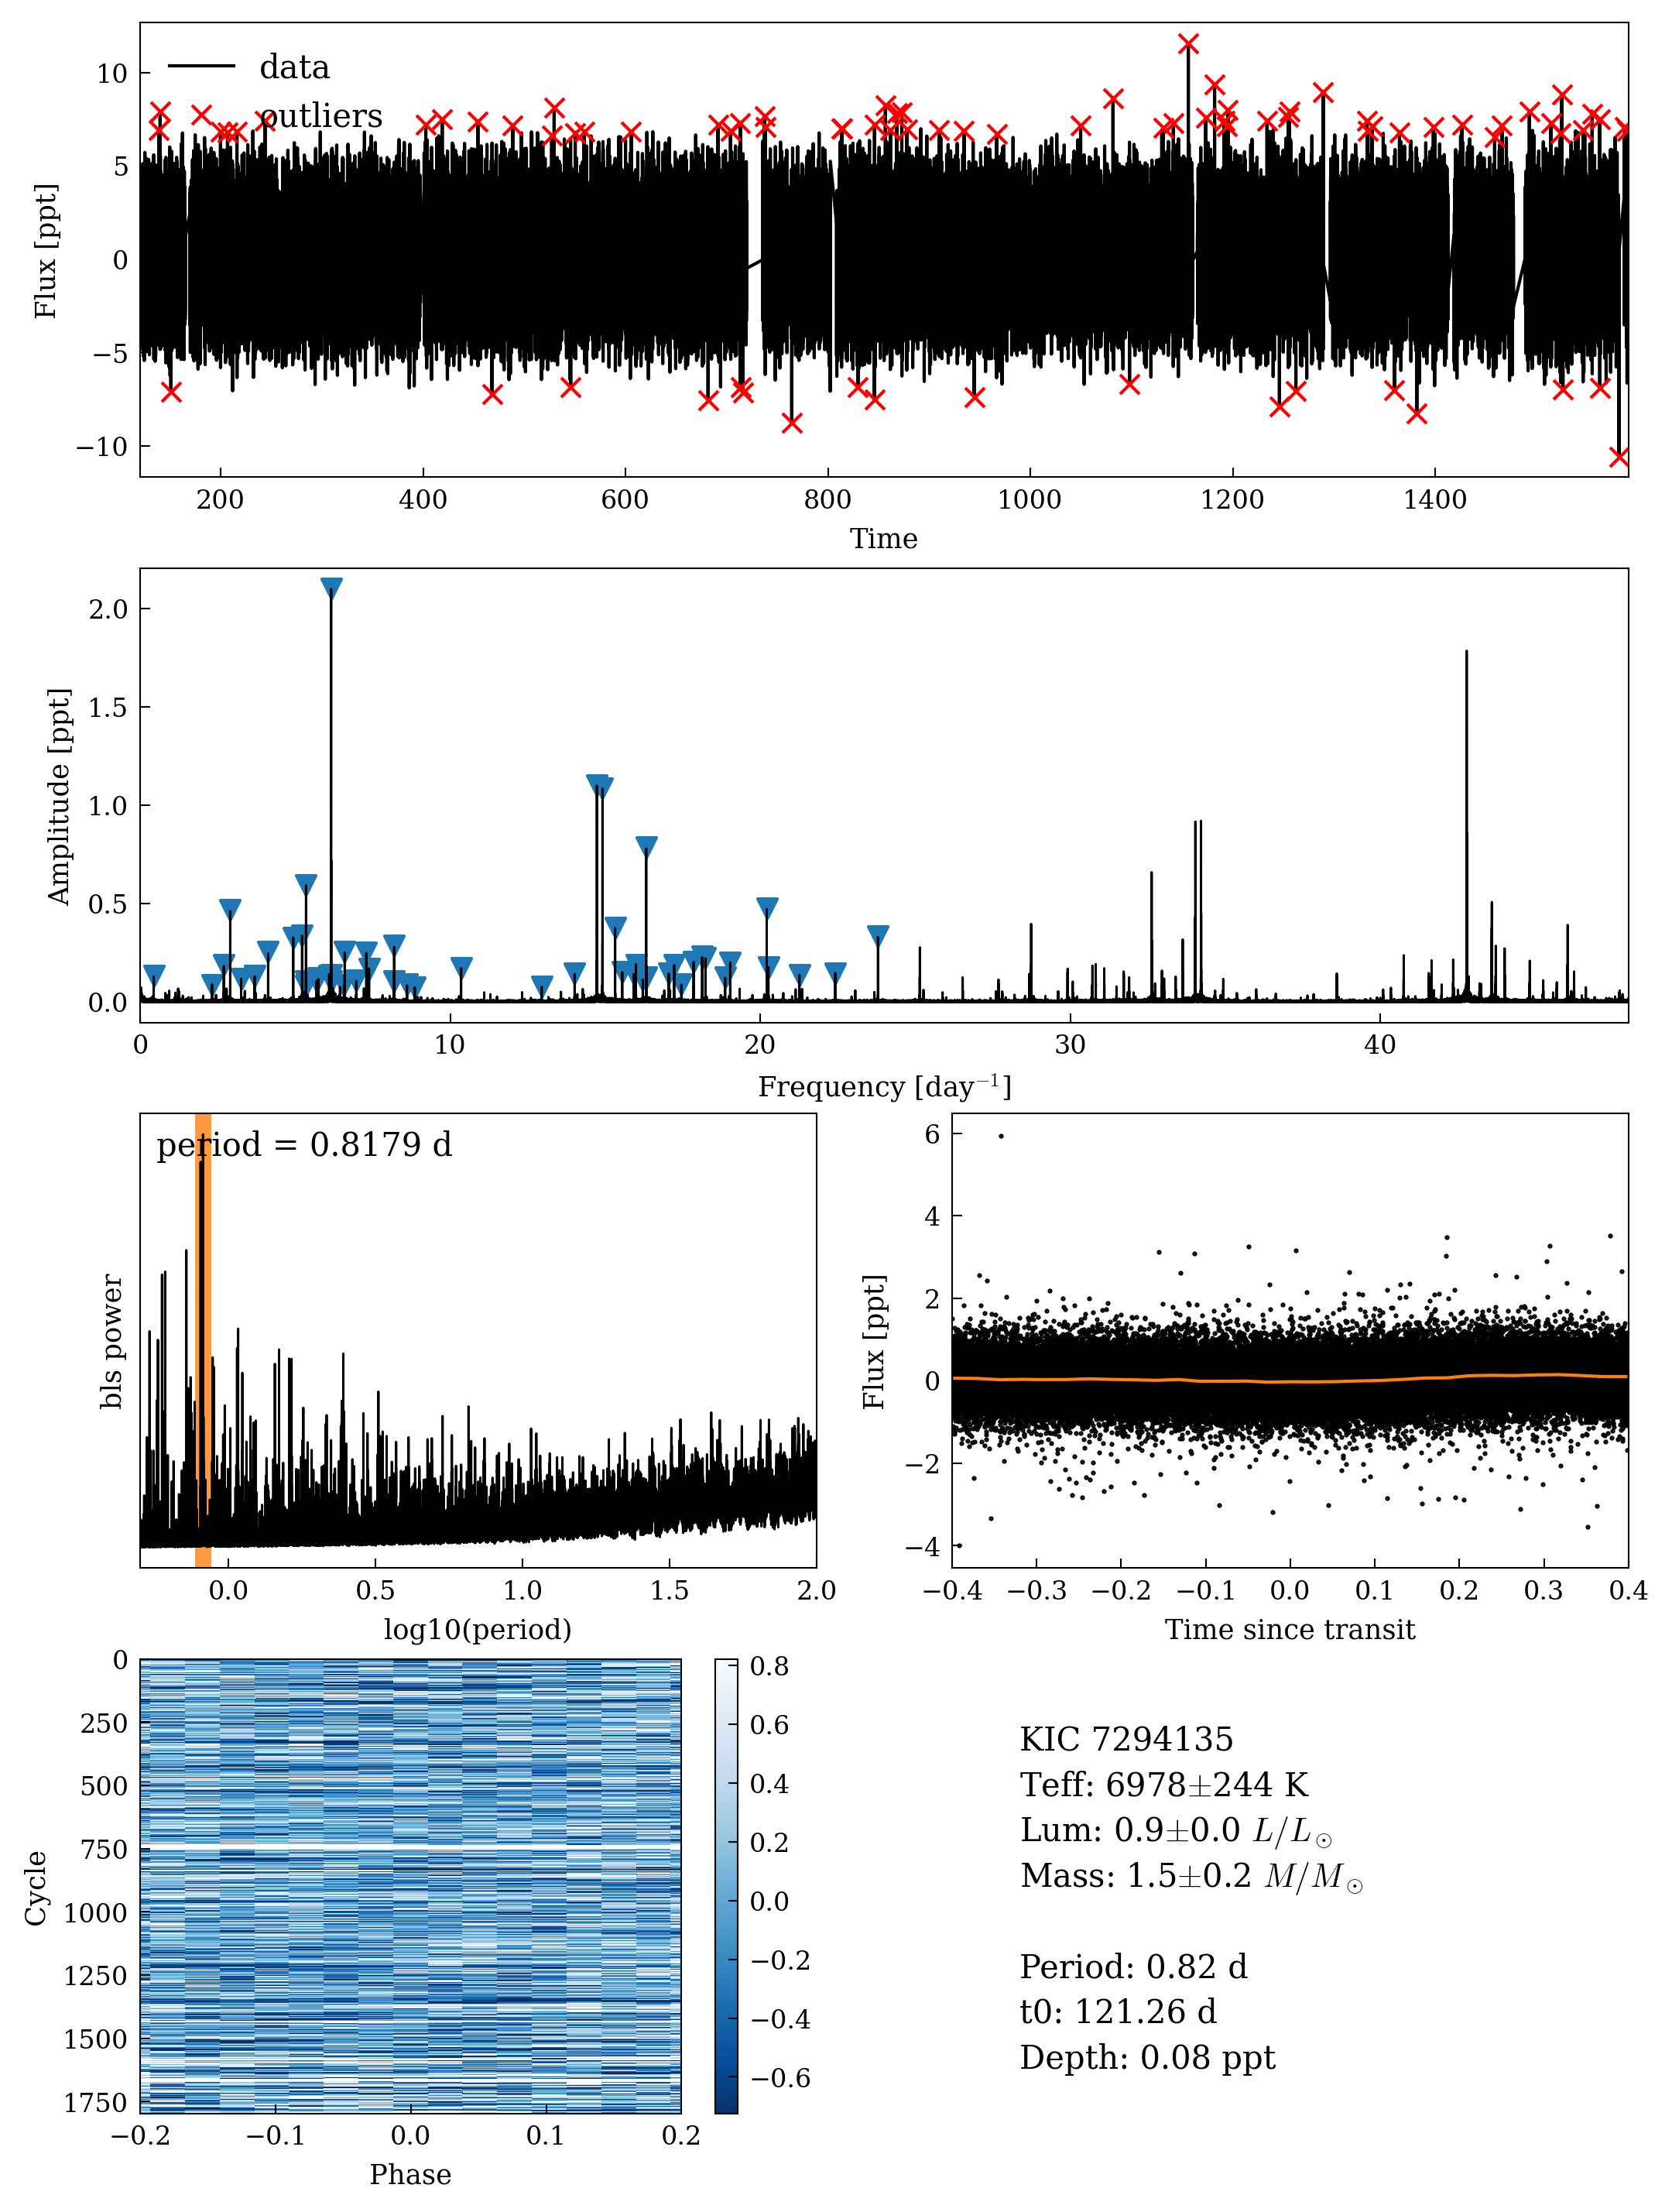 data
outliers
10
5
0
−5
−10
Flux [ppt]
200 400 600 800 1000 1200 1400
Time
2.0
1.5
1.0
0.5
0.0
Amplitude [ppt]
0 10 20 30 40
Frequency [day⁻¹]
period = 0.8179 d
bls power
0.0 0.5 1.0 1.5 2.0
log10(period)
6
4
2
0
−2
−4
Flux [ppt]
−0.4 −0.3 −0.2 −0.1 0.0 0.1 0.2 0.3 0.4
Time since transit
0
250
500
750
1000
1250
1500
1750
Cycle
−0.2 −0.1 0.0 0.1 0.2
Phase
0.8
0.6
0.4
0.2
0.0
−0.2
−0.4
−0.6
KIC 7294135
Teff: 6978±244 K
Lum: 0.9±0.0 L/L☉
Mass: 1.5±0.2 M/M☉
Period: 0.82 d
t0: 121.26 d
Depth: 0.08 ppt